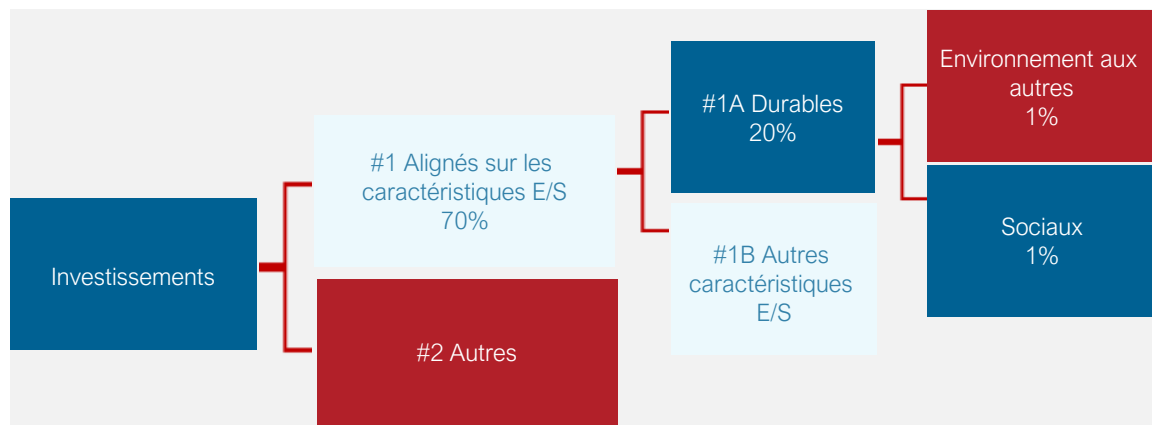 Investissements
#1 Alignés sur les
caractéristiques E/S
70%
#2 Autres
#1A Durables
20%
#1B Autres
caractéristiques
E/S
Environnement aux
autres
1%
Sociaux
1%